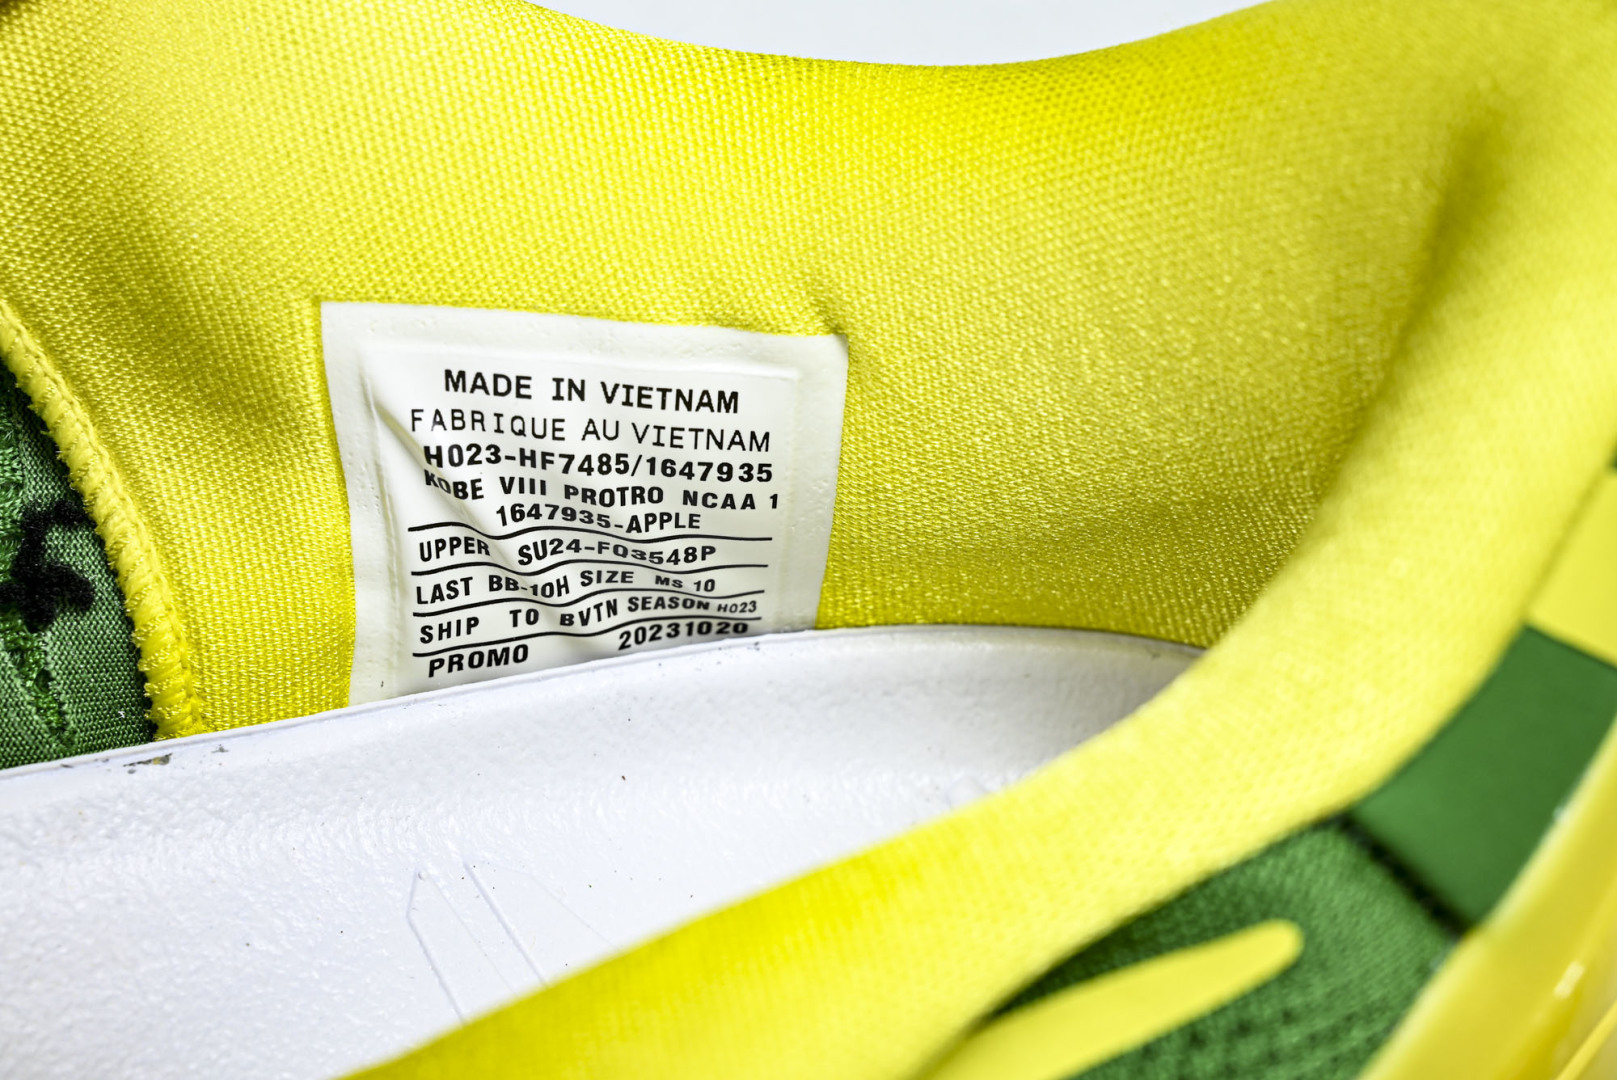 MADE IN VIETNAM
FABRIQUE AU VIETNAM
H023-HF7485/1647935
KOBE VIII PROTRO NCAA 1
1647935-APPLE
UPPER SU24-FQ3548P
LAST BB-10H SIZE MS 10
SHIP TO BVTN SEASON H023
PROMO 20231020